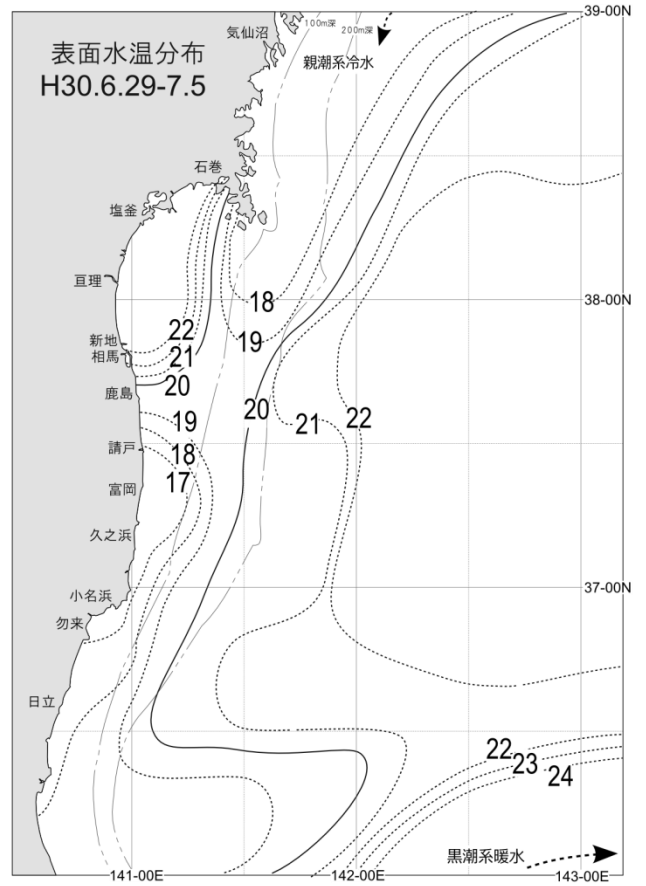 39-00N
気仙沼
100m深
200m深
表面水温分布
H30.6.29-7.5
親潮系冷水
石巻
塩釜
亘理
38-00N
18
22
19
新地
21
相馬
20
鹿島
20
19
21
22
請戸
18
17
富岡
久之浜
37-00N
小名浜
勿来
日立
22
23
24
黒潮系暖水
141-00E
142-00E
143-00E